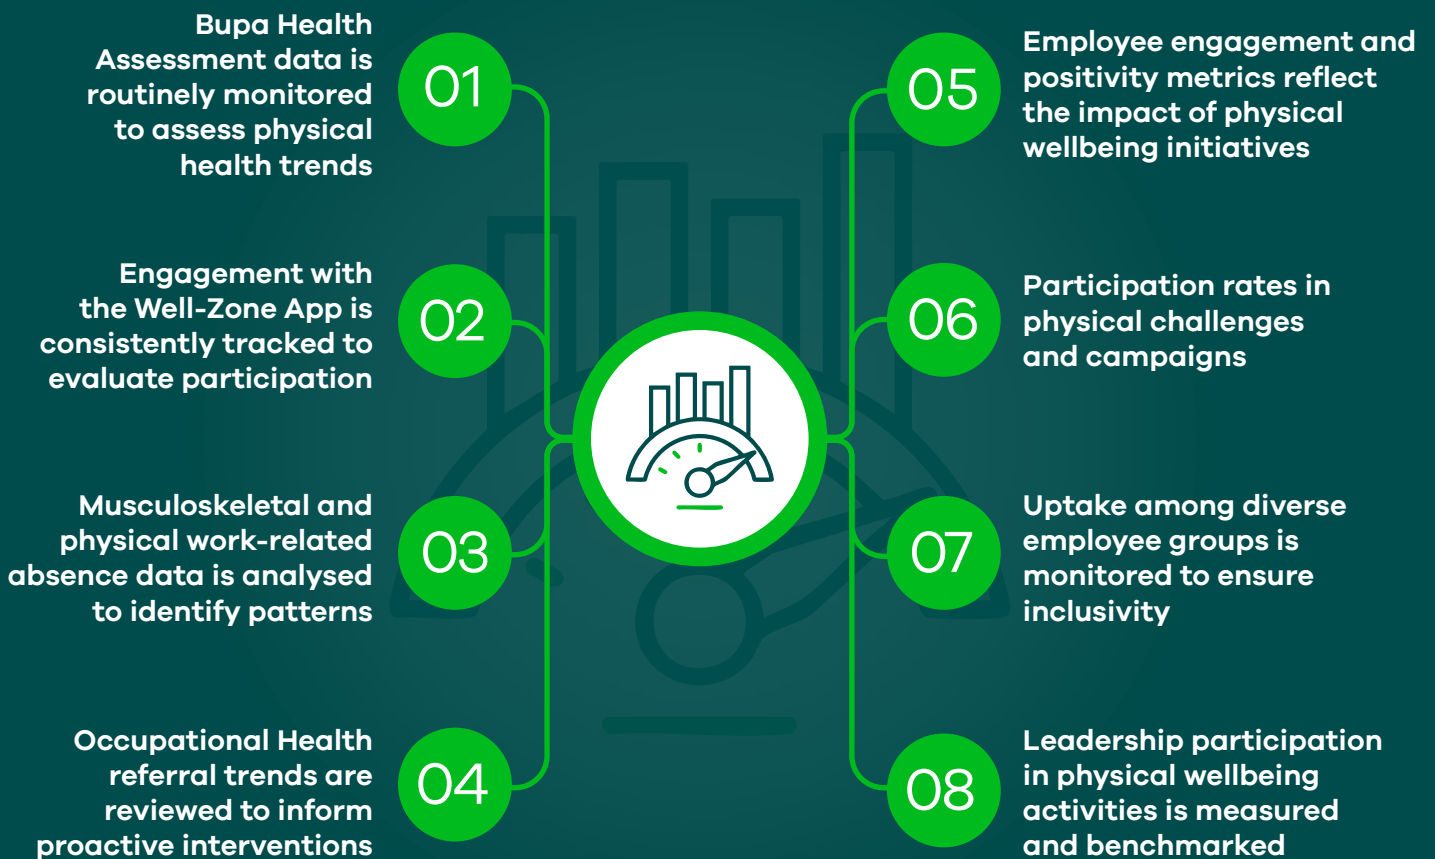 01
Bupa Health
Assessment data is
routinely monitored
to assess physical
health trends
02
Engagement with
the Well-Zone App is
consistently tracked to
evaluate participation
03
Musculoskeletal and
physical work-related
absence data is analysed
to identify patterns
04
Occupational Health
referral trends are
reviewed to inform
proactive interventions
05
Employee engagement and
positivity metrics reflect
the impact of physical
wellbeing initiatives
06
Participation rates in
physical challenges
and campaigns
07
Uptake among diverse
employee groups is
monitored to ensure
inclusivity
08
Leadership participation
in physical wellbeing
activities is measured
and benchmarked